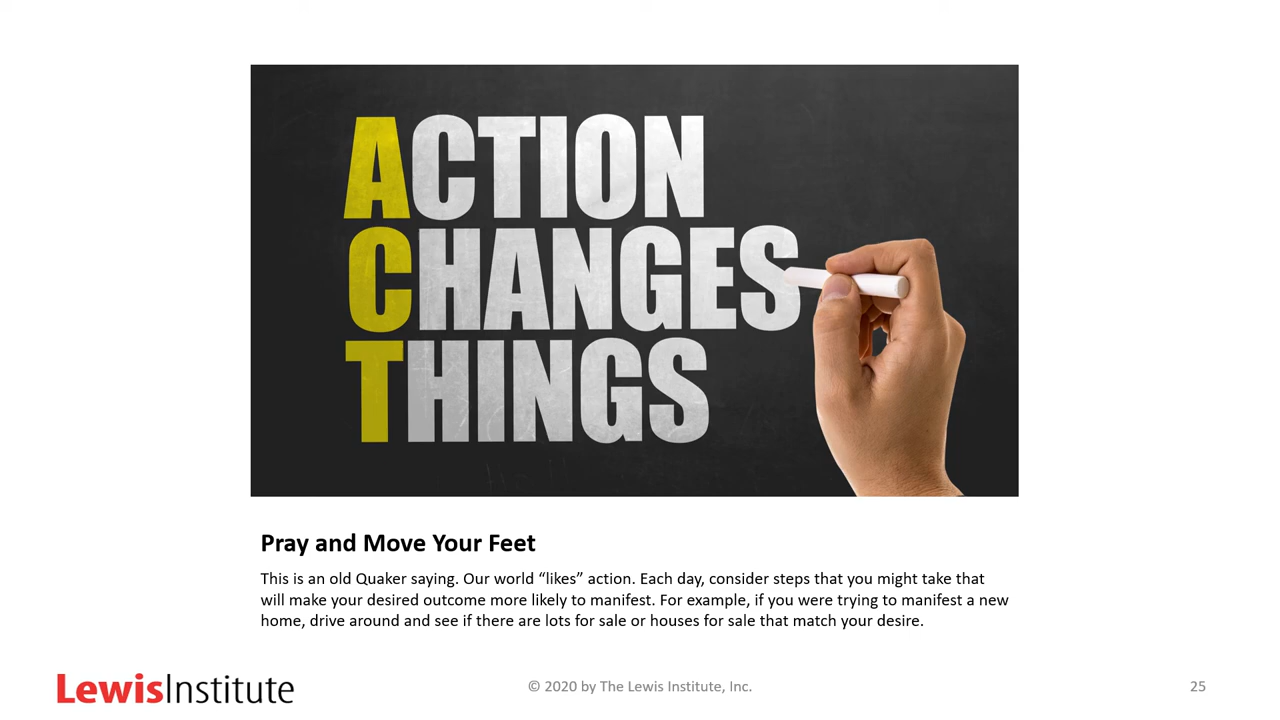 ACTION
CHANGES
THINGS
Pray and Move Your Feet
This is an old Quaker saying. Our world “likes” action. Each day, consider steps that you might take that
will make your desired outcome more likely to manifest. For example, if you were trying to manifest a new
home, drive around and see if there are lots for sale or houses for sale that match your desire.
LewisInstitute
© 2020 by The Lewis Institute, Inc.
25